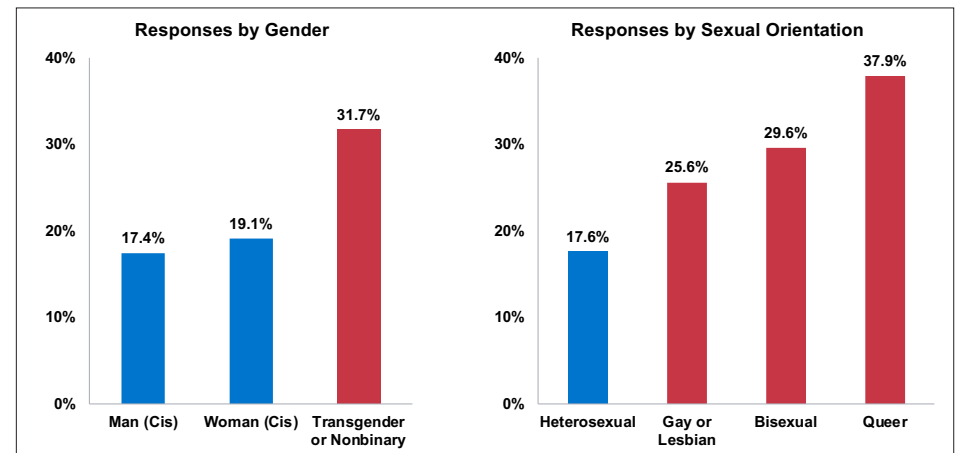 Responses by Gender
40%
30%
20%
10%
0%
17.4%
19.1%
31.7%
Man (Cis)
Woman (Cis)
Transgender
or Nonbinary
Responses by Sexual Orientation
40%
30%
20%
10%
0%
17.6%
25.6%
29.6%
37.9%
Heterosexual
Gay or
Lesbian
Bisexual
Queer